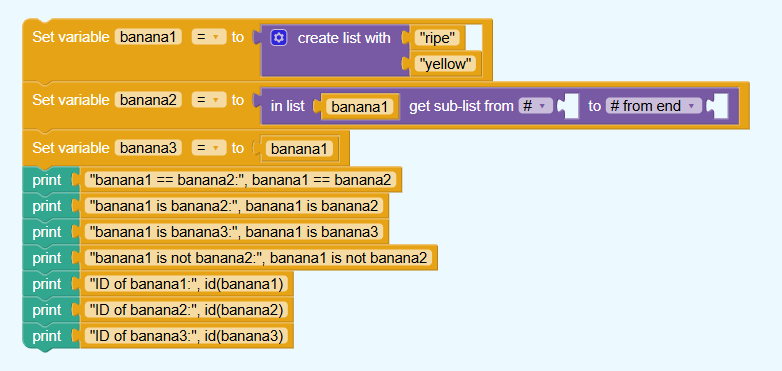 Set variable banana1 = to create list with "ripe"
"yellow"
Set variable banana2 = to in list banana1 get sub-list from # to # from end
Set variable banana3 = to banana1
print "banana1 == banana2:", banana1 == banana2
print "banana1 is banana2:", banana1 is banana2
print "banana1 is banana3:", banana1 is banana3
print "banana1 is not banana2:", banana1 is not banana2
print "ID of banana1:", id(banana1)
print "ID of banana2:", id(banana2)
print "ID of banana3:", id(banana3)